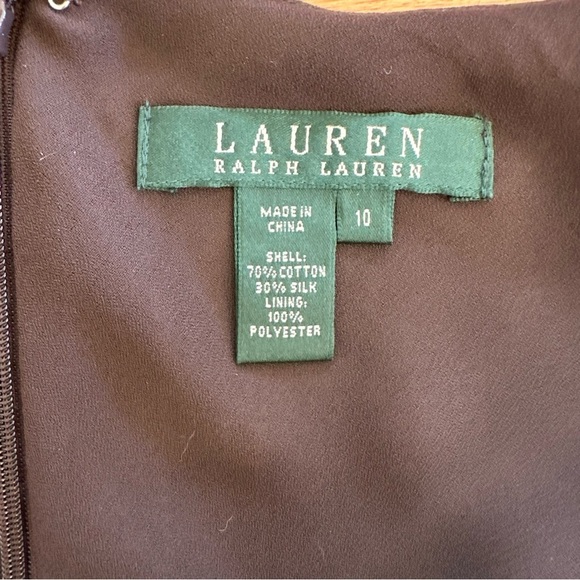 LAUREN
RALPH LAUREN
MADE IN
CHINA
10
SHELL:
70% COTTON
30% SILK
LINING:
100%
POLYESTER